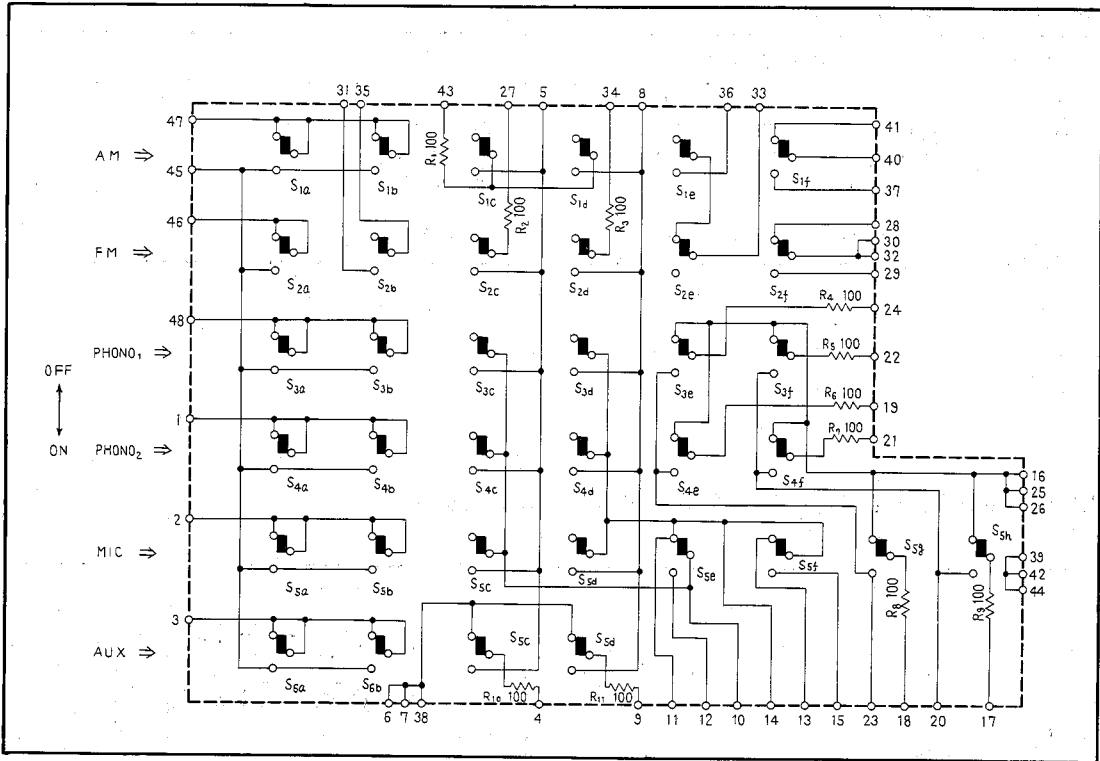 31 35 43 27 5 34 8 36 33
47 41
AM ⇒ R₁ 100 40
45 S1a S1b S1c S1d S1e S1f 37
46 R₂ 100 R₃ 100 28
30
FM ⇒ 32
S2a S2b S2c S2d S2e S2f 29
R₄ 100 24
48
PHONO₁ ⇒ R₅ 100 22
OFF S3a S3b S3c S3d S3e S3f
R₆ 100 19
1 R₇ 100 21
ON PHONO₂ ⇒
S4a S4b S4c S4d S4e S4f 16
25
26
2
MIC ⇒ S5e S5f S5g S5h 39
S5a S5b S5c S5d 42
44
R₈ 100 R₉ 100
3
AUX ⇒ S5c S5d
S6a S6b
R₁₀ 100 R₁₁ 100
6 7 38 4 9 11 12 10 14 13 15 23 18 20 17